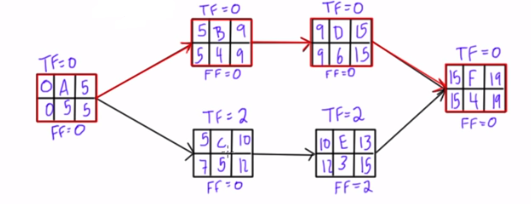 TF=0
5 B 9
5 4 9
FF=0
TF=0
9 D 15
9 6 15
FF=0
0 A 5
0 5 5
FF=0
TF=0
TF=2
5 C 10
7 5 12
FF=0
TF=2
10 E 13
12 3 15
FF=2
TF=0
15 F 19
15 4 19
FF=0